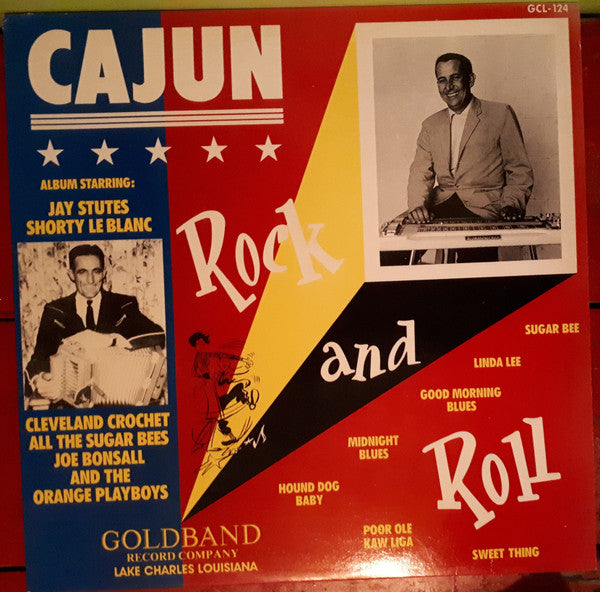 GCL-124
CAJUN
ALBUM STARRING:
JAY STUTES
SHORTY LE BLANC
CLEVELAND CROCHET
ALL THE SUGAR BEES
JOE BONSALL
AND THE
ORANGE PLAYBOYS
Rock
and
Roll
SUGAR BEE
LINDA LEE
GOOD MORNING
BLUES
MIDNIGHT
BLUES
HOUND DOG
BABY
POOR OLE
KAW LIGA
SWEET THING
GOLDBAND
RECORD COMPANY
LAKE CHARLES LOUISIANA